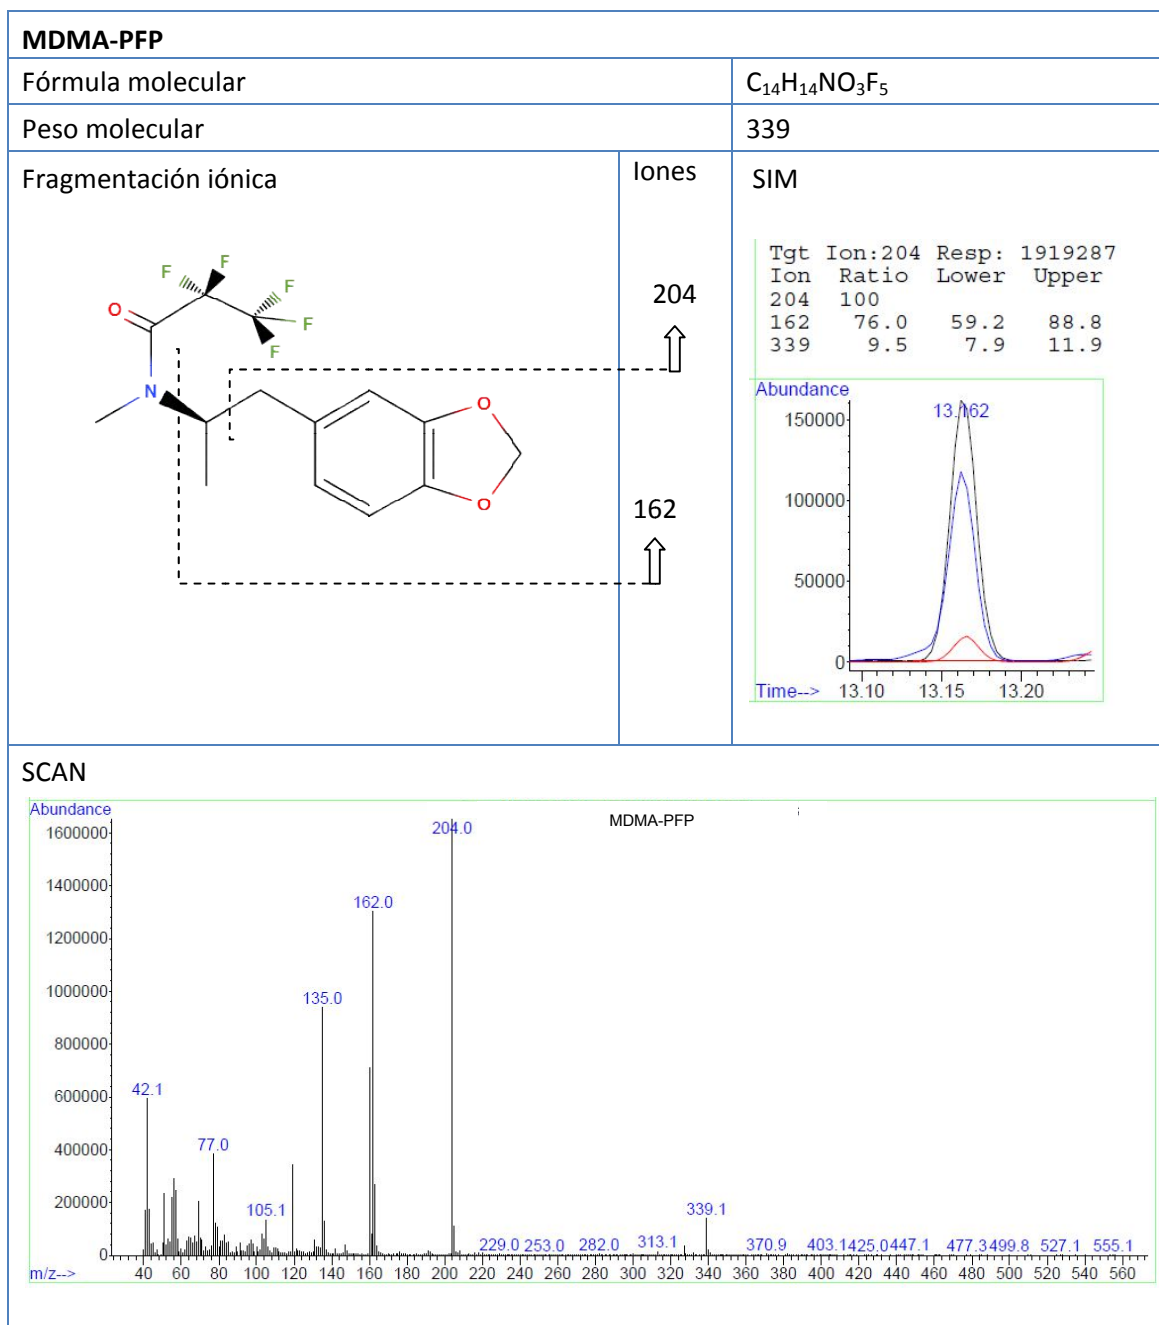 MDMA-PFP
Fórmula molecular
C₁₄H₁₄NO₃F₅
Peso molecular
339
Fragmentación iónica
Iones
SIM
F
F
F
F
F
O
N
O
O
204
162
Tgt Ion:204 Resp: 1919287
Ion Ratio Lower Upper
204 100
162 76.0 59.2 88.8
339 9.5 7.9 11.9
Abundance
13.162
150000
100000
50000
0
Time--> 13.10 13.15 13.20
SCAN
Abundance
MDMA-PFP
1600000
1400000
1200000
1000000
800000
600000
400000
200000
0
204.0
162.0
135.0
42.1
77.0
105.1
339.1
229.0 253.0 282.0 313.1 370.9 403.1 425.0 447.1 477.3 499.8 527.1 555.1
m/z--> 40 60 80 100 120 140 160 180 200 220 240 260 280 300 320 340 360 380 400 420 440 460 480 500 520 540 560